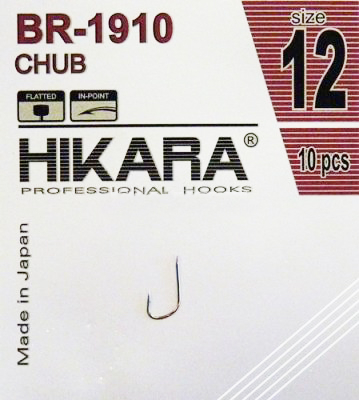 BR-1910
CHUB
FLATTED
IN-POINT
size
12
10 pcs
HIKARA®
PROFESSIONAL HOOKS
Made in Japan